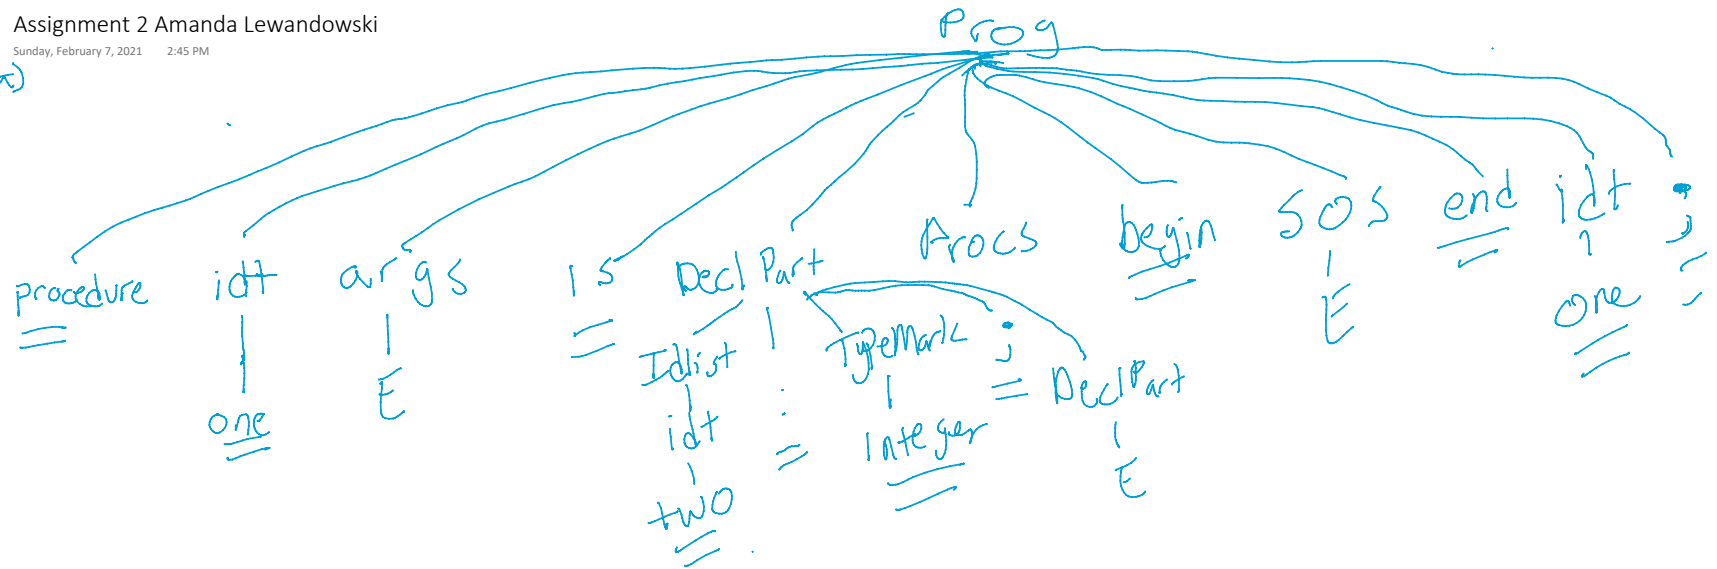 Assignment 2 Amanda Lewandowski
Sunday, February 7, 2021 2:45 PM
Prog
procedure idt args is DeclPart Procs begin SOS end idt ;
one E Idlist : TypeMark ; DeclPart E one
idt Integer E
two